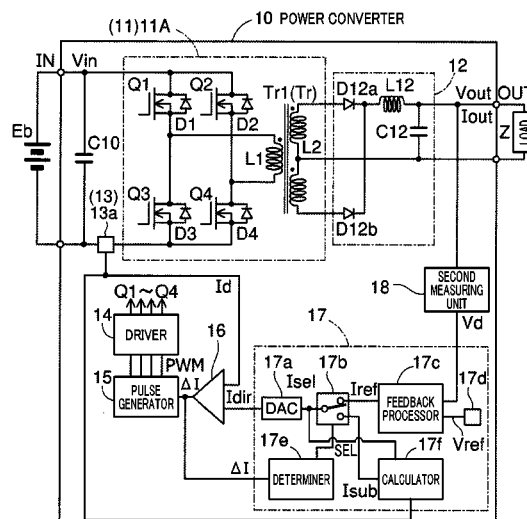 10 POWER CONVERTER
(11)11A
IN
Vin
Q1
Q2
Tr1(Tr)
D12a
L12
12
Vout
OUT
Iout
Eb
C10
D1
D2
L1
L2
C12
Z
LOAD
Q3
Q4
(13)
13a
D3
D4
D12b
Id
18
SECOND MEASURING UNIT
Vd
Q1~Q4
14
DRIVER
16
17
PWM
15
PULSE GENERATOR
ΔI
Idir
17a
DAC
Isel
17b
Iref
17c
FEEDBACK PROCESSOR
17d
Vref
17e
SEL
17f
ΔI
DETERMINER
Isub
CALCULATOR